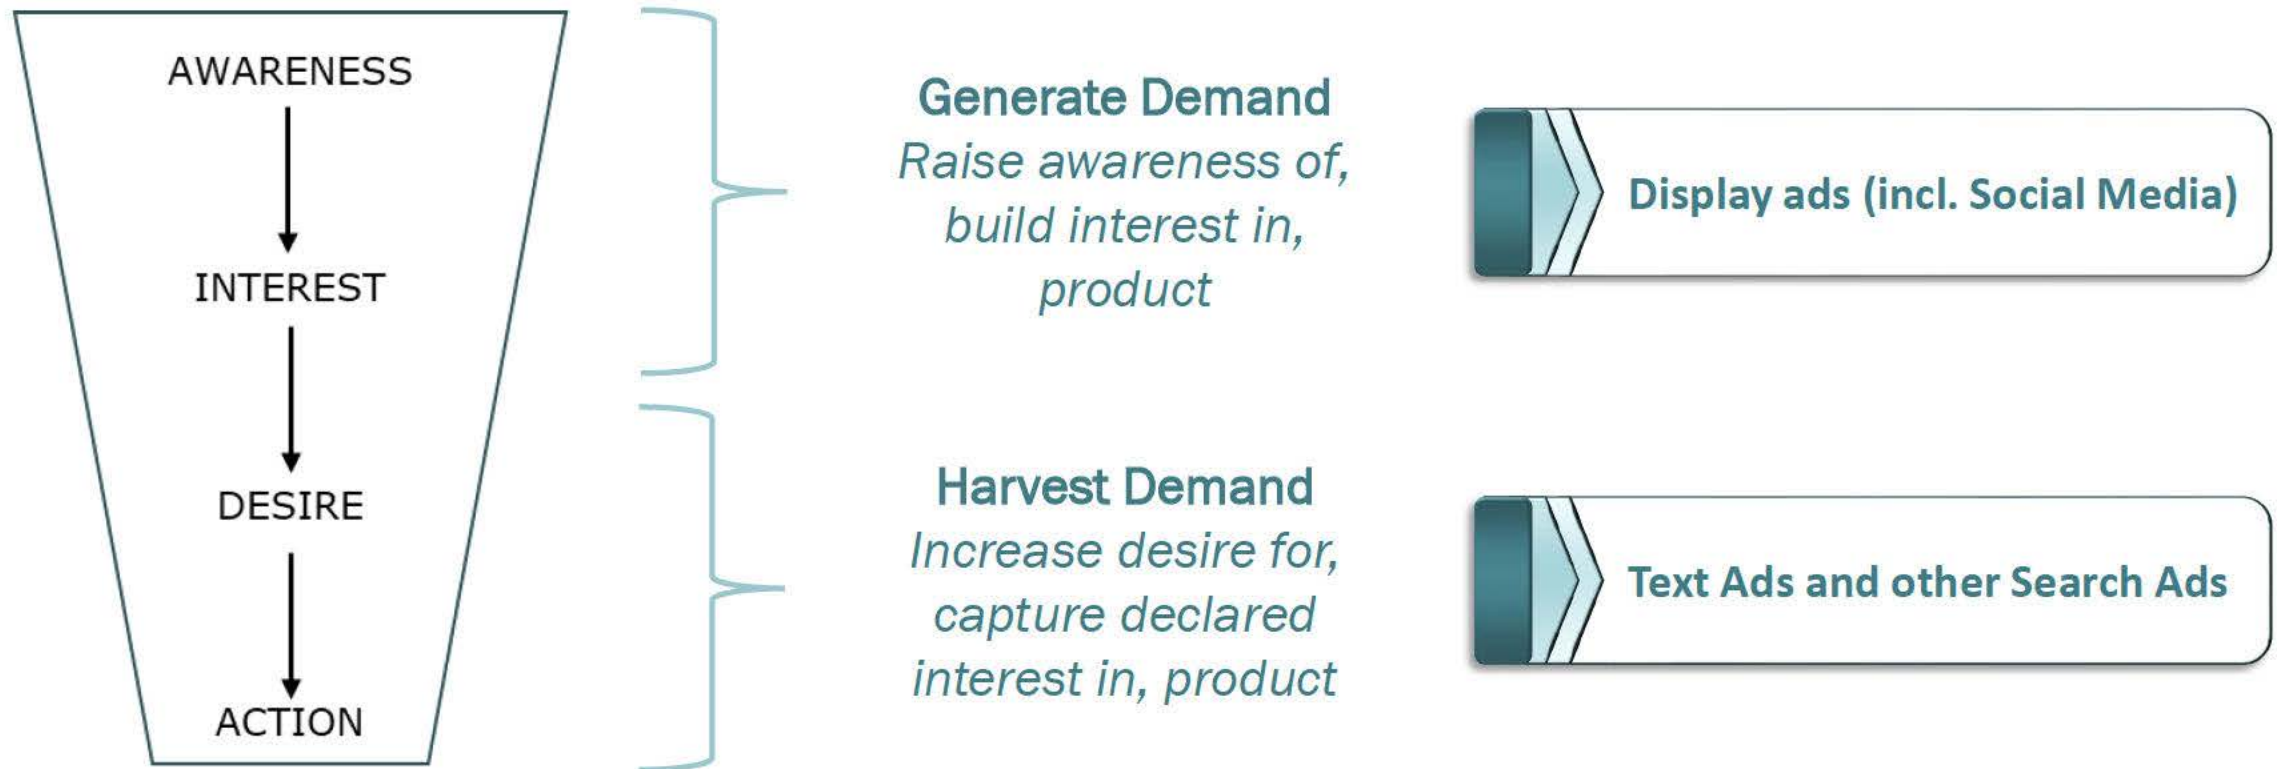 AWARENESS
INTEREST
DESIRE
ACTION
Generate Demand
Raise awareness of,
build interest in,
product
Display ads (incl. Social Media)
Harvest Demand
Increase desire for,
capture declared
interest in, product
Text Ads and other Search Ads